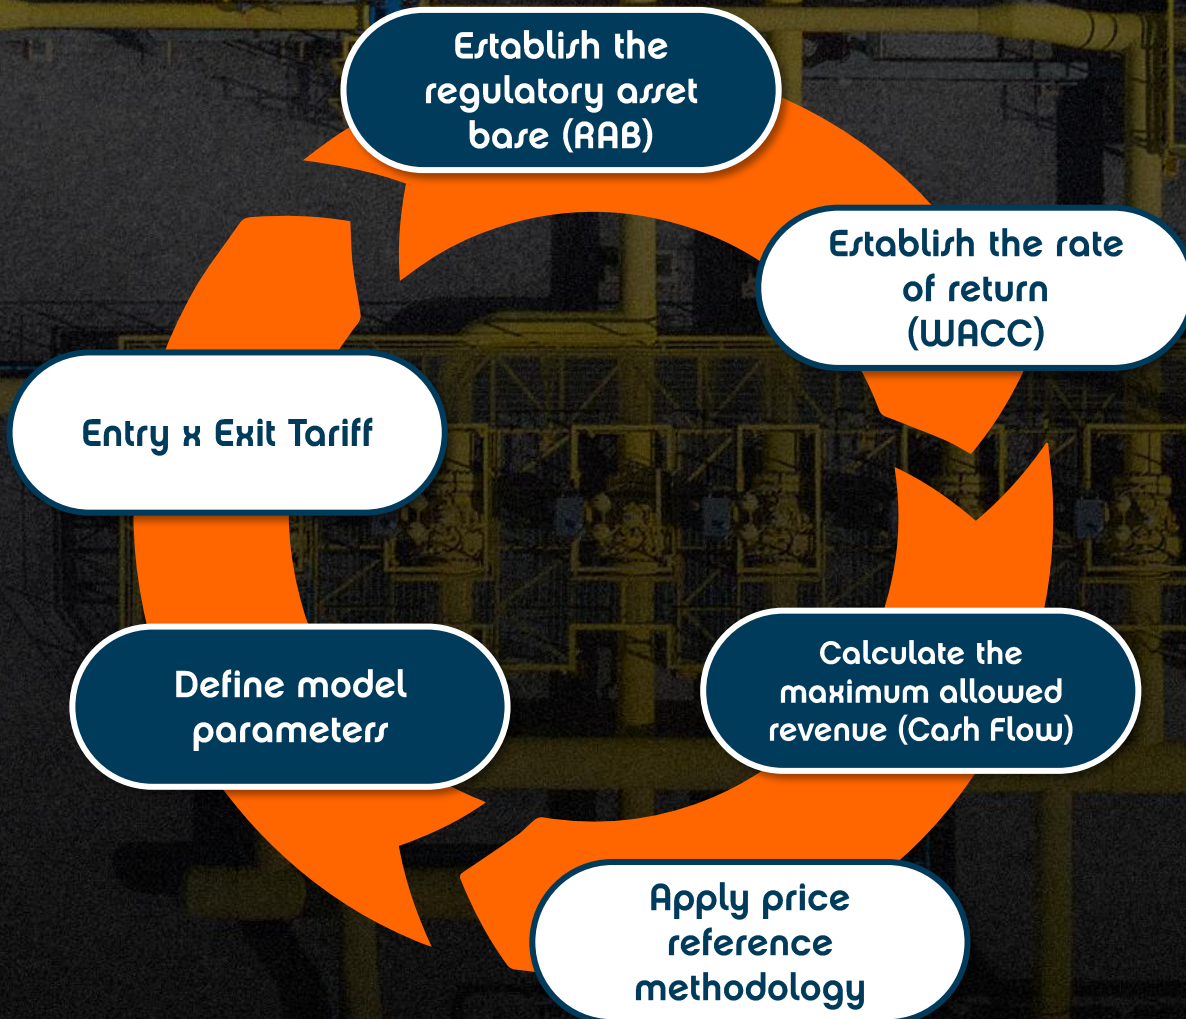 Establish the
regulatory asset
base (RAB)
Establish the rate
of return
(WACC)
Calculate the
maximum allowed
revenue (Cash Flow)
Apply price
reference
methodology
Define model
parameters
Entry x Exit Tariff